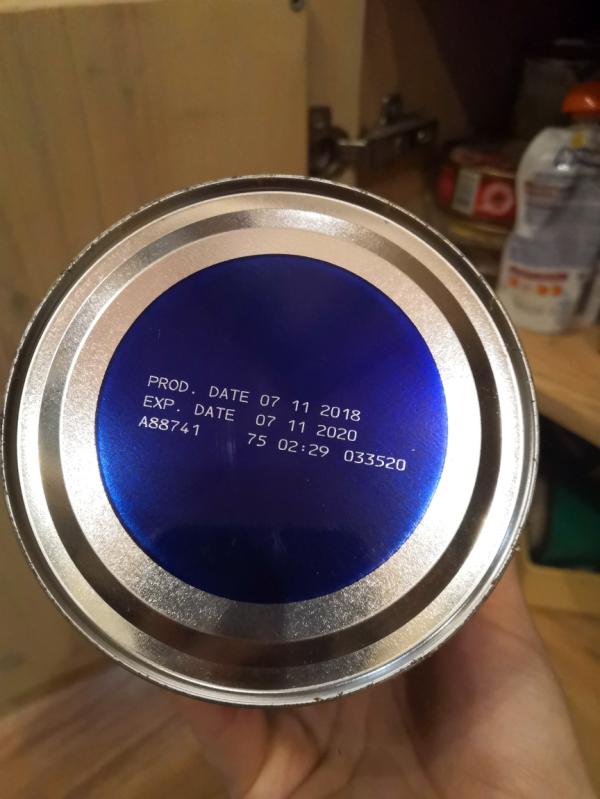 PROD. DATE 07 11 2018
EXP. DATE 07 11 2020
A88741 75 02:29 033520